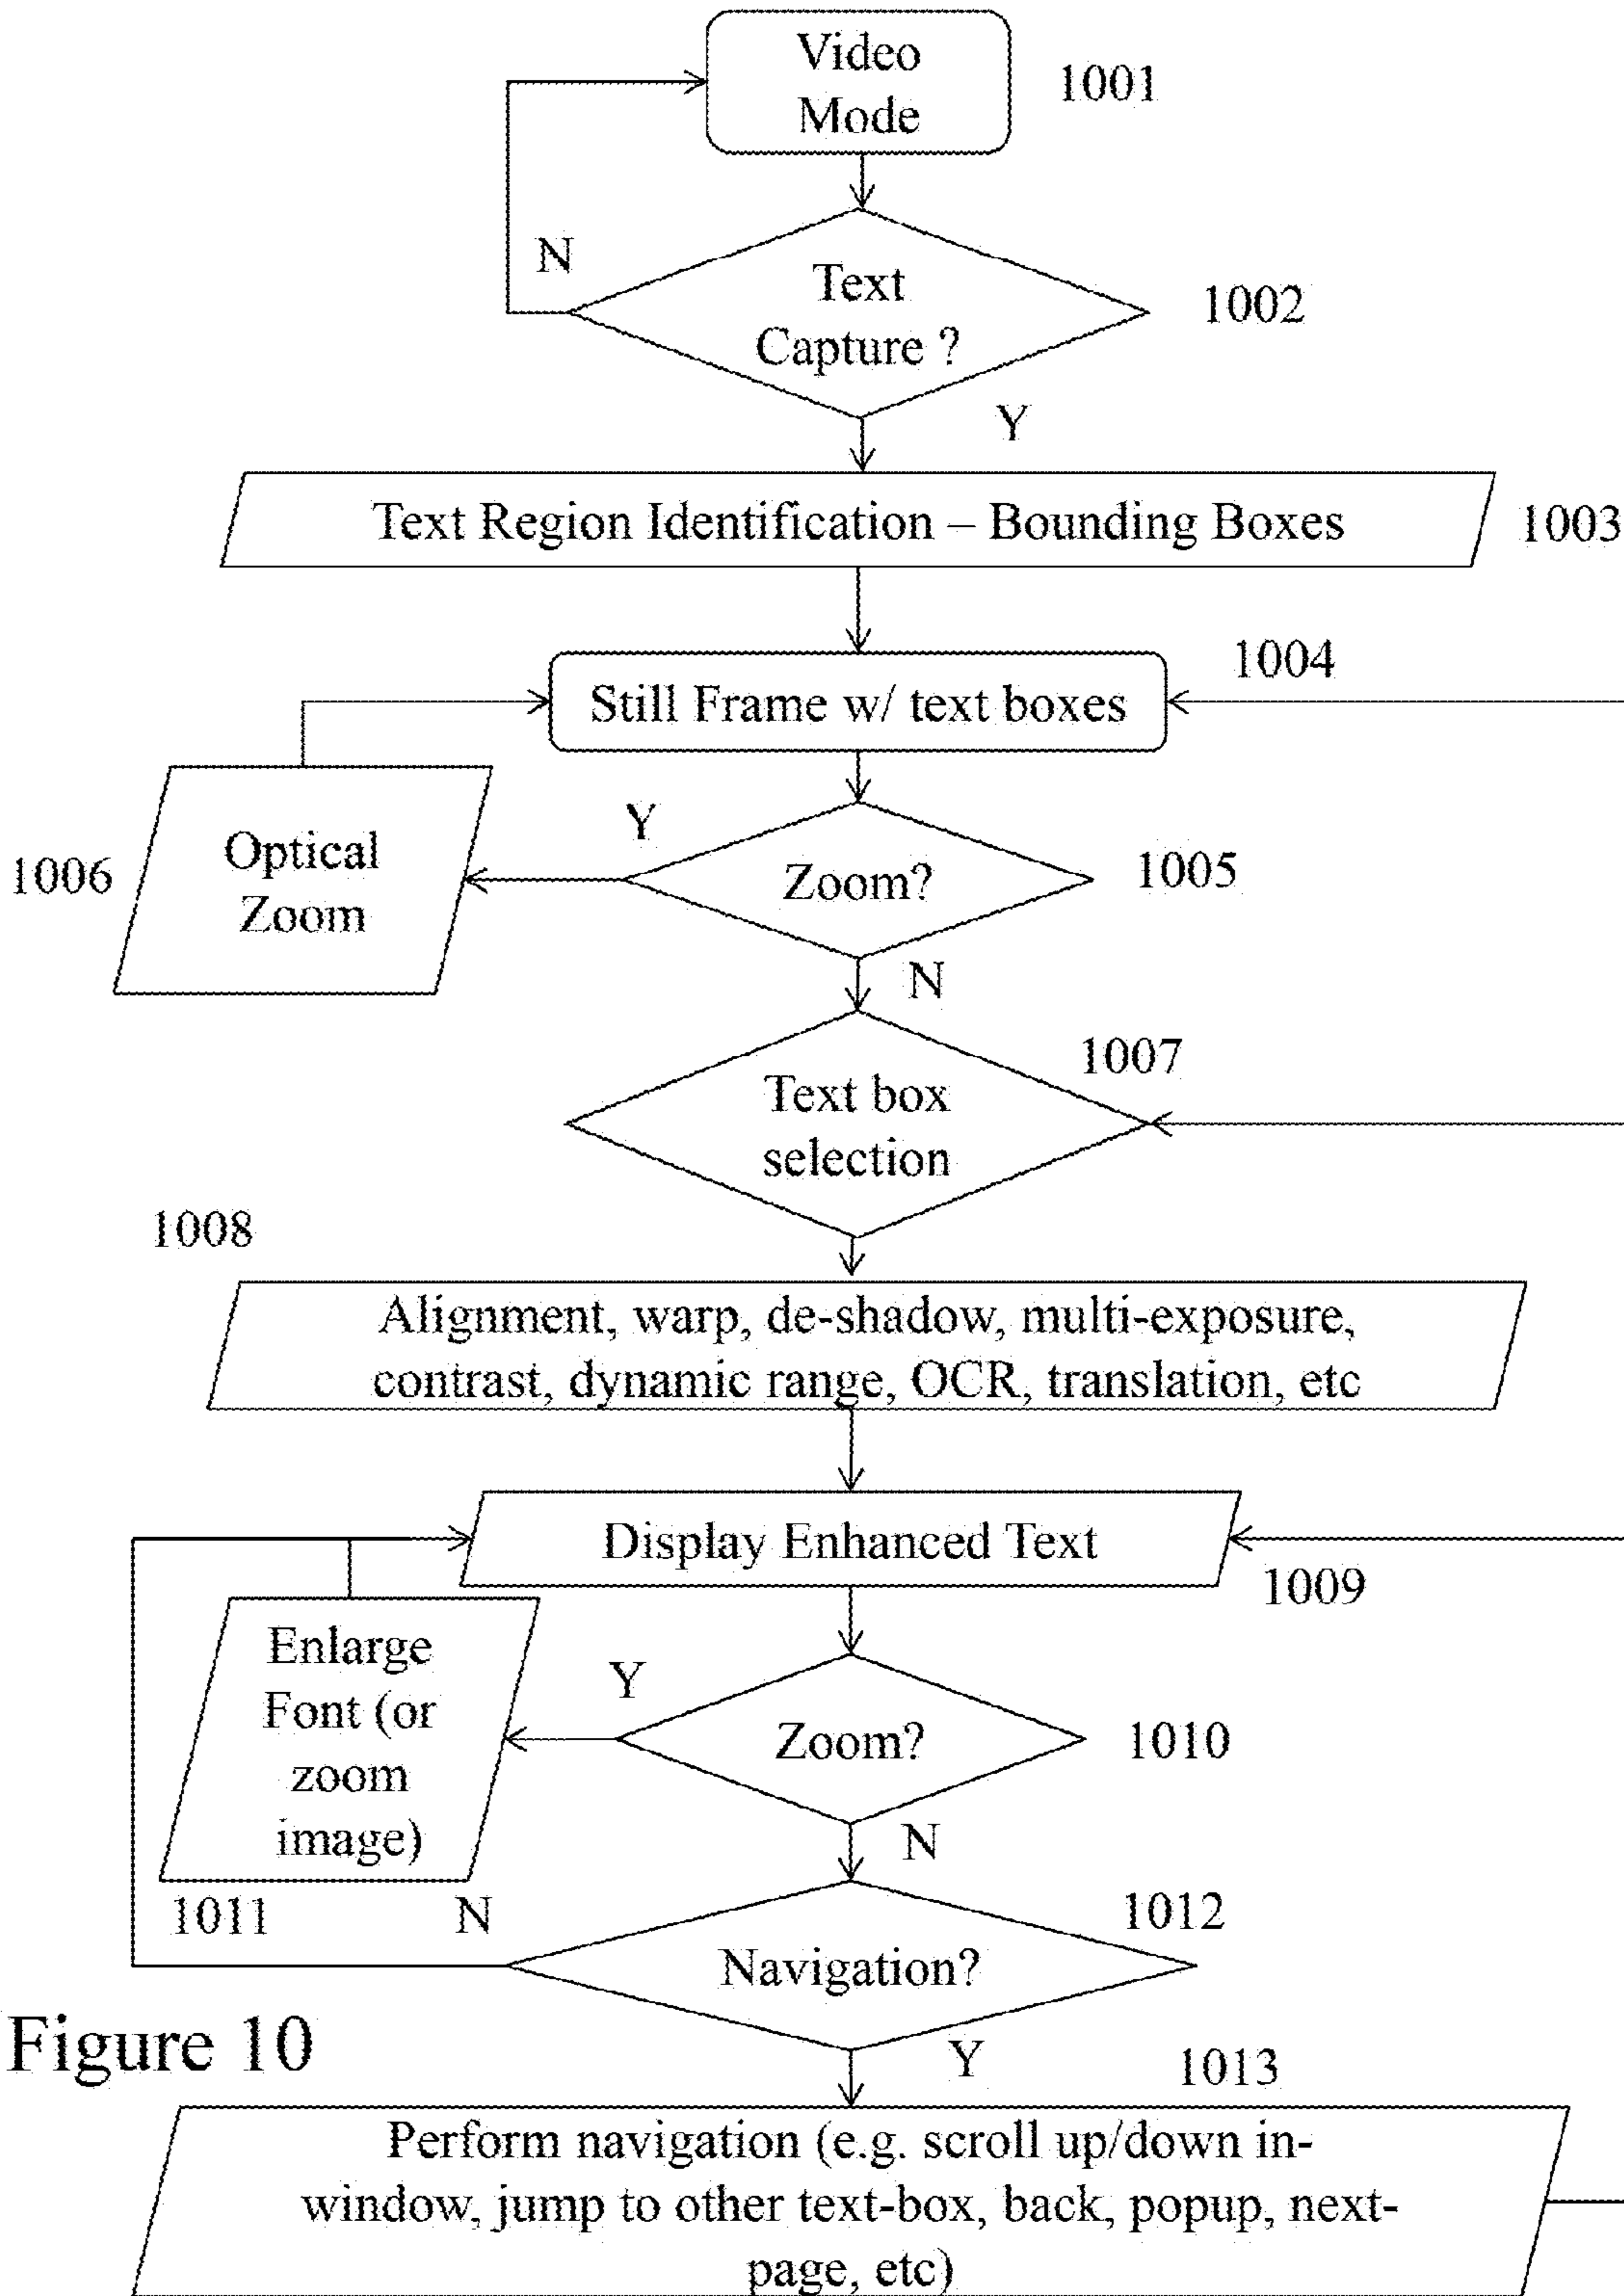 Video
Mode
1001
N
Text
Capture ?
1002
Y
Text Region Identification – Bounding Boxes
1003
1004
Still Frame w/ text boxes
Y
Optical
Zoom
1006
Zoom?
1005
N
1007
Text box
selection
1008
Alignment, warp, de-shadow, multi-exposure,
contrast, dynamic range, OCR, translation, etc
Display Enhanced Text
1009
Enlarge
Font (or
zoom
image)
Y
Zoom?
1010
N
1011
N
1012
Navigation?
Figure 10
Y
1013
Perform navigation (e.g. scroll up/down in-
window, jump to other text-box, back, popup, next-
page, etc)